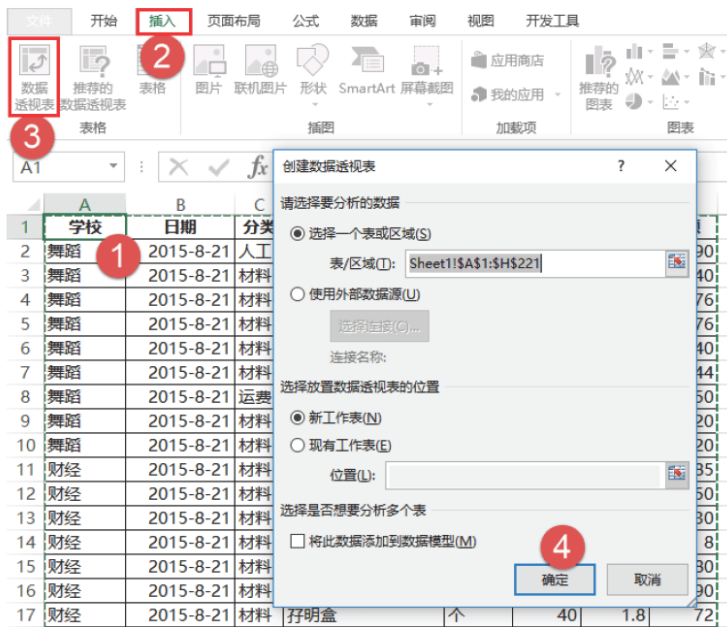 文件 开始 插入 页面布局 公式 数据 审阅 视图 开发工具
2
数据
透视表
推荐的
数据透视表
表格
图片 联机图片 形状 SmartArt 屏幕截图
应用商店
我的应用
推荐的
图表
3
表格 插图 加载项 图表
A1 fx
创建数据透视表 ?
请选择要分析的数据
选择一个表或区域(S)
表/区域(T): Sheet1!$A$1:$H$221
使用外部数据源(U)
选择连接(C)...
连接名称:
选择放置数据透视表的位置
新工作表(N)
现有工作表(E)
位置(L):
选择是否想要分析多个表
将此数据添加到数据模型(M)
4
确定 取消
A B C
1 学校 日期 分类
1
2 舞蹈 2015-8-21 人工 90
3 舞蹈 2015-8-21 材料 40
4 舞蹈 2015-8-21 材料 76
5 舞蹈 2015-8-21 材料 76
6 舞蹈 2015-8-21 材料 40
7 舞蹈 2015-8-21 材料 44
8 舞蹈 2015-8-21 运费 50
9 舞蹈 2015-8-21 材料 20
10 舞蹈 2015-8-21 材料 20
11 财经 2015-8-21 材料 35
12 财经 2015-8-21 材料 50
13 财经 2015-8-21 材料 30
14 财经 2015-8-21 材料 8
15 财经 2015-8-21 材料 80
16 财经 2015-8-21 材料 90
17 财经 2015-8-21 材料 孖明盒 个 40 1.8 72